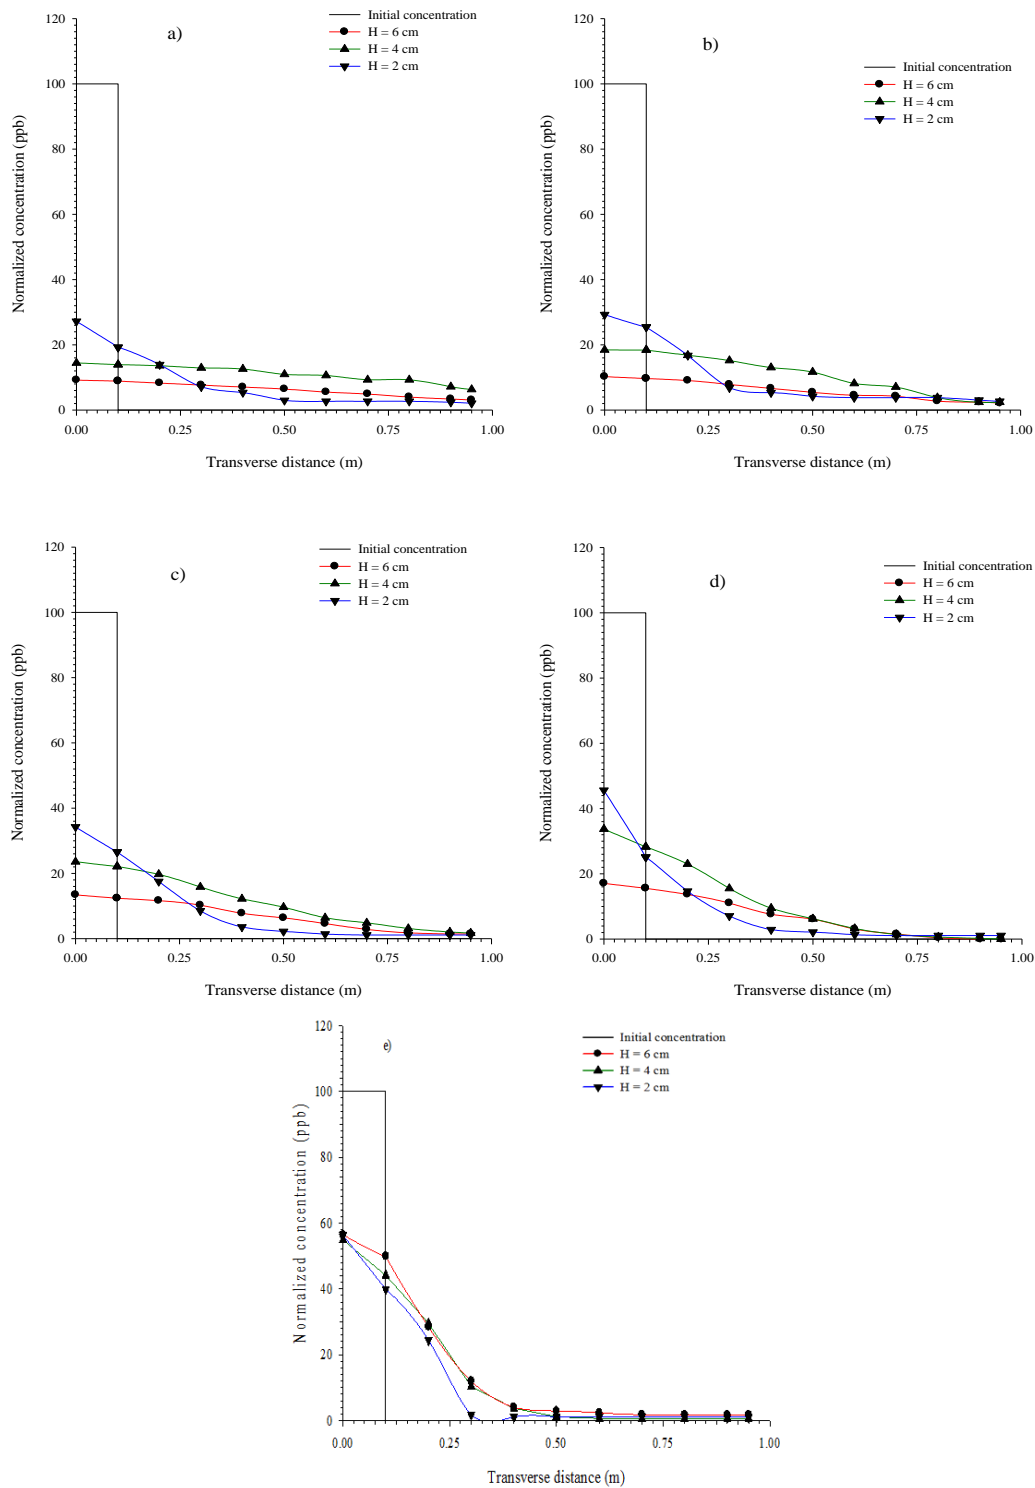 a)
Initial concentration
H = 6 cm
H = 4 cm
H = 2 cm
Normalized concentration (ppb)
120
100
80
60
40
20
0
0.00 0.25 0.50 0.75 1.00
Transverse distance (m)
b)
Initial concentration
H = 6 cm
H = 4 cm
H = 2 cm
Normalized concentration (ppb)
120
100
80
60
40
20
0
0.00 0.25 0.50 0.75 1.00
Transverse distance (m)
c)
Initial concentration
H = 6 cm
H = 4 cm
H = 2 cm
Normalized concentration (ppb)
120
100
80
60
40
20
0
0.00 0.25 0.50 0.75 1.00
Transverse distance (m)
d)
Initial concentration
H = 6 cm
H = 4 cm
H = 2 cm
Normalized concentration (ppb)
120
100
80
60
40
20
0
0.00 0.25 0.50 0.75 1.00
Transverse distance (m)
e)
Initial concentration
H = 6 cm
H = 4 cm
H = 2 cm
Normalized concentration (ppb)
120
100
80
60
40
20
0
0.00 0.25 0.50 0.75 1.00
Transverse distance (m)